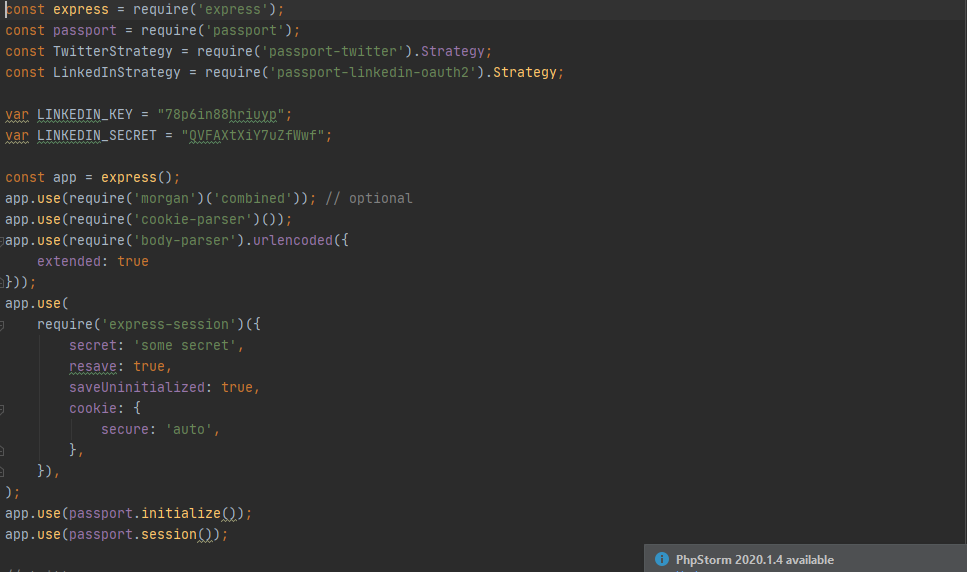 const express = require('express');
const passport = require('passport');
const TwitterStrategy = require('passport-twitter').Strategy;
const LinkedInStrategy = require('passport-linkedin-oauth2').Strategy;
var LINKEDIN_KEY = "78p6in88hriuyp";
var LINKEDIN_SECRET = "QVFAXtXiY7uZfWwf";
const app = express();
app.use(require('morgan')('combined')); // optional
app.use(require('cookie-parser')());
app.use(require('body-parser').urlencoded({
    extended: true
}));
app.use(
    require('express-session')({
        secret: 'some secret',
        resave: true,
        saveUninitialized: true,
        cookie: {
            secure: 'auto',
        },
    }),
);
app.use(passport.initialize());
app.use(passport.session());
PhpStorm 2020.1.4 available